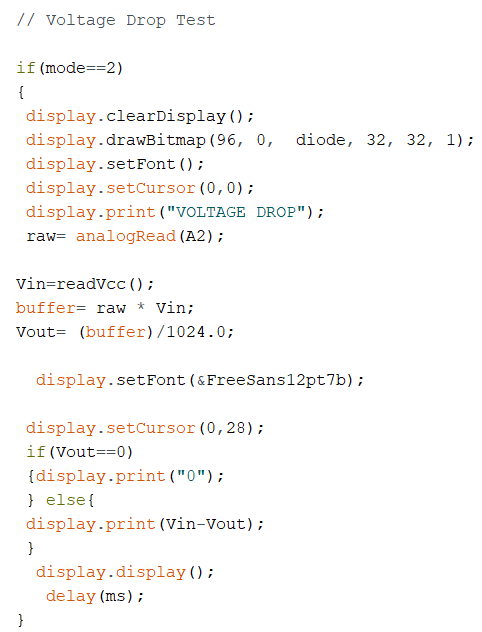 // Voltage Drop Test
if(mode==2)
{
display.clearDisplay();
display.drawBitmap(96, 0,  diode, 32, 32, 1);
display.setFont();
display.setCursor(0,0);
display.print("VOLTAGE DROP");
raw= analogRead(A2);
Vin=readVcc();
buffer= raw * Vin;
Vout= (buffer)/1024.0;
display.setFont(&FreeSans12pt7b);
display.setCursor(0,28);
if(Vout==0)
{display.print("0");
} else{
display.print(Vin-Vout);
}
display.display();
delay(ms);
}